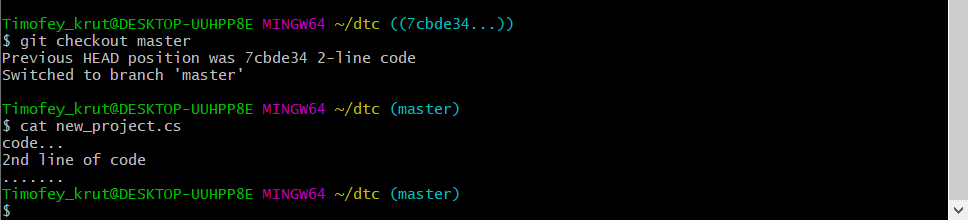 Timofey_krut@DESKTOP-UUHPP8E MINGW64 ~/dtc ((7cbde34...))
$ git checkout master
Previous HEAD position was 7cbde34 2-line code
Switched to branch 'master'
Timofey_krut@DESKTOP-UUHPP8E MINGW64 ~/dtc (master)
$ cat new_project.cs
code...
2nd line of code
.......
Timofey_krut@DESKTOP-UUHPP8E MINGW64 ~/dtc (master)
$